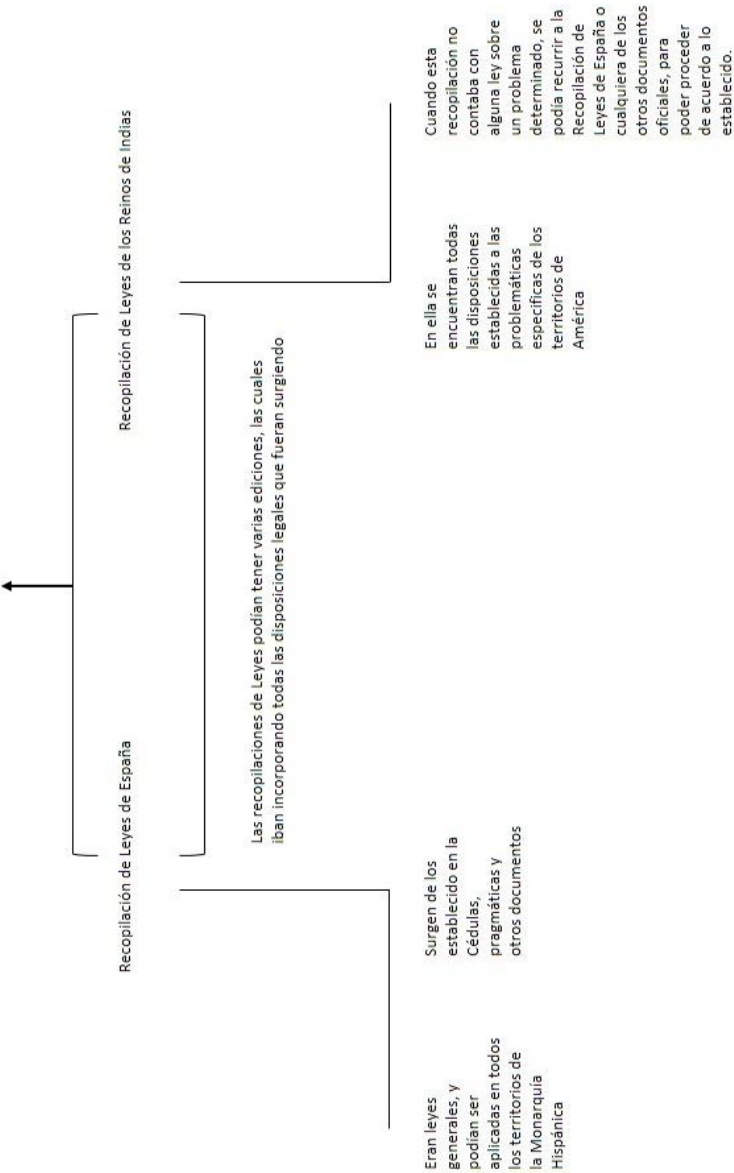 Recopilación de Leyes de España
Recopilación de Leyes de los Reinos de Indias
Las recopilaciones de Leyes podían tener varias ediciones, las cuales
iban incorporando todas las disposiciones legales que fueran surgiendo
Eran leyes
generales, y
podían ser
aplicadas en todos
los territorios de
la Monarquía
Hispánica
Surgen de los
establecido en la
Cédulas,
pragmáticas y
otros documentos
En ella se
encuentran todas
las disposiciones
establecidas a las
problemáticas
específicas de los
territorios de
América
Cuando esta
recopilación no
contaba con
alguna ley sobre
un problema
determinado, se
podía recurrir a la
Recopilación de
Leyes de España o
cualquiera de los
otros documentos
oficiales, para
poder proceder
de acuerdo a lo
establecido.